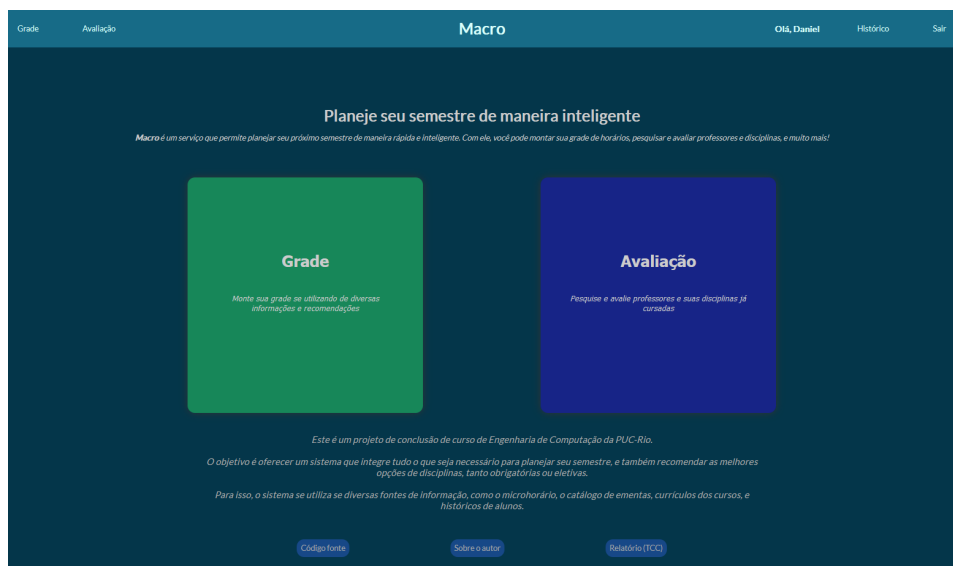 Grade
Avaliação
Macro
Olá, Daniel
Histórico
Sair
Planeje seu semestre de maneira inteligente
Macro é um serviço que permite planejar seu próximo semestre de maneira rápida e inteligente. Com ele, você pode montar sua grade de horários, pesquisar e avaliar professores e disciplinas, e muito mais!
Grade
Monte sua grade se utilizando de diversas
informações e recomendações
Avaliação
Pesquise e avalie professores e suas disciplinas já
cursadas
Este é um projeto de conclusão de curso de Engenharia de Computação da PUC-Rio.
O objetivo é oferecer um sistema que integre tudo o que seja necessário para planejar seu semestre, e também recomendar as melhores
opções de disciplinas, tanto obrigatórias ou eletivas.
Para isso, o sistema se utiliza se diversas fontes de informação, como o microhorário, o catálogo de ementas, currículos dos cursos, e
históricos de alunos.
Código fonte
Sobre o autor
Relatório (TCC)